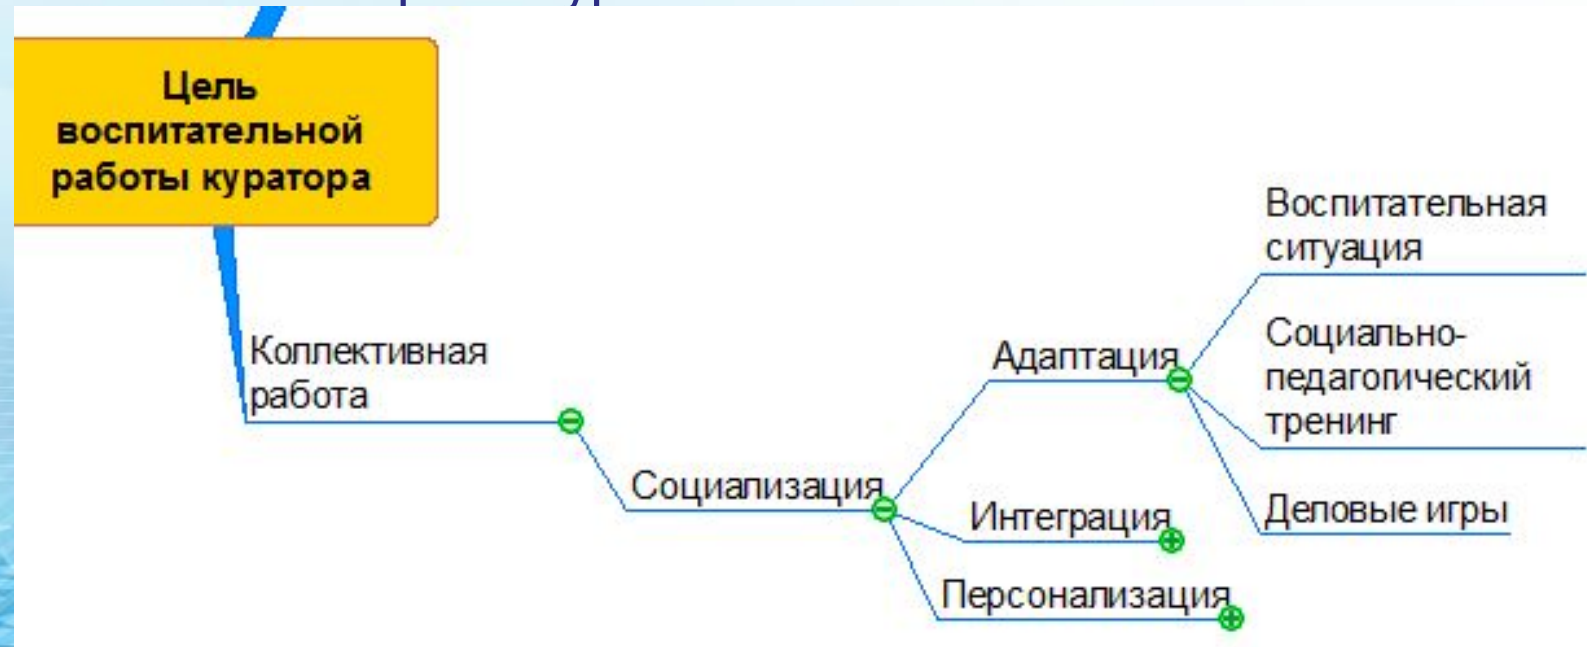 Цель
воспитательной
работы куратора
Коллективная
работа
Социализация
Адаптация
Интеграция
Персонализация
Воспитательная
ситуация
Социально-
педагогический
тренинг
Деловые игры